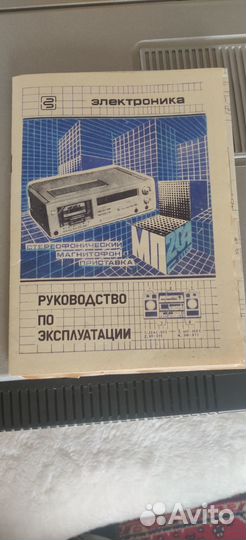 электроника
СТЕРЕОФОНИЧЕСКИЙ
МАГНИТОФОН
ПРИСТАВКА
МП 204
РУКОВОДСТВО
ПО
ЭКСПЛУАТАЦИИ
Avito